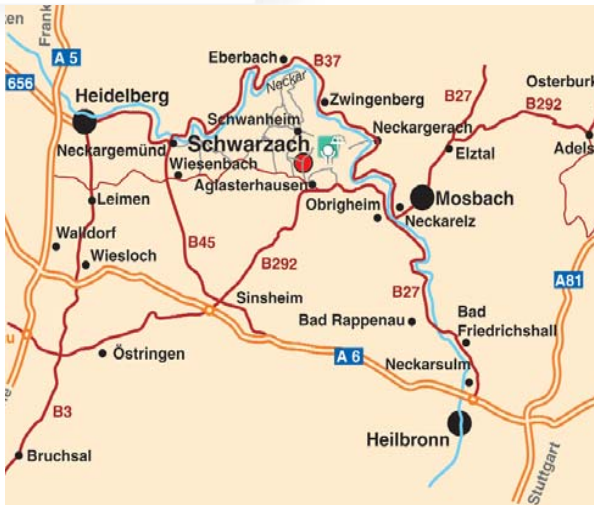 Frank
A 5
656
Heidelberg
Eberbach
B37
Neckar
Zwingenberg
B27
Osterburk
B292
Schwanheim
Schwarzach
Neckargerach
Adels
Neckargemünd
Wiesenbach
Elztal
Aglasterhausen
Mosbach
Leimen
Obrigheim
Neckarelz
Walldorf
Wiesloch
B45
B292
B27
A81
Sinsheim
Bad Rappenau
Bad
Friedrichshall
Östringen
A 6
Neckarsulm
B3
Heilbronn
Bruchsal
Stuttgart